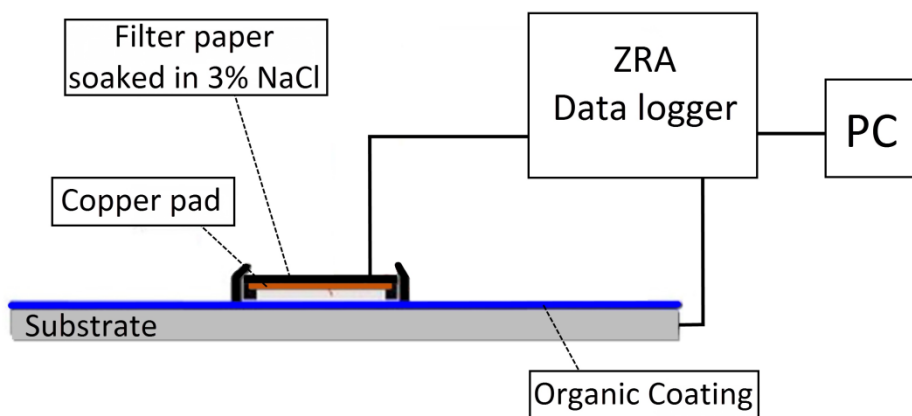 Filter paper
soaked in 3% NaCl
ZRA
Data logger
PC
Copper pad
Substrate
Organic Coating